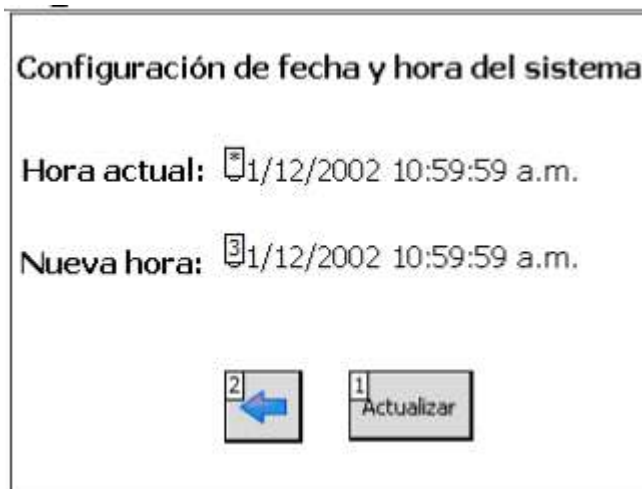 Configuración de fecha y hora del sistema
Hora actual: *1/12/2002 10:59:59 a.m.
Nueva hora: 31/12/2002 10:59:59 a.m.
2
1
Actualizar